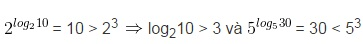 2^{log_2 10} = 10 > 2^3 ⇒ log_2 10 > 3 và 5^{log_5 30} = 30 < 5^3